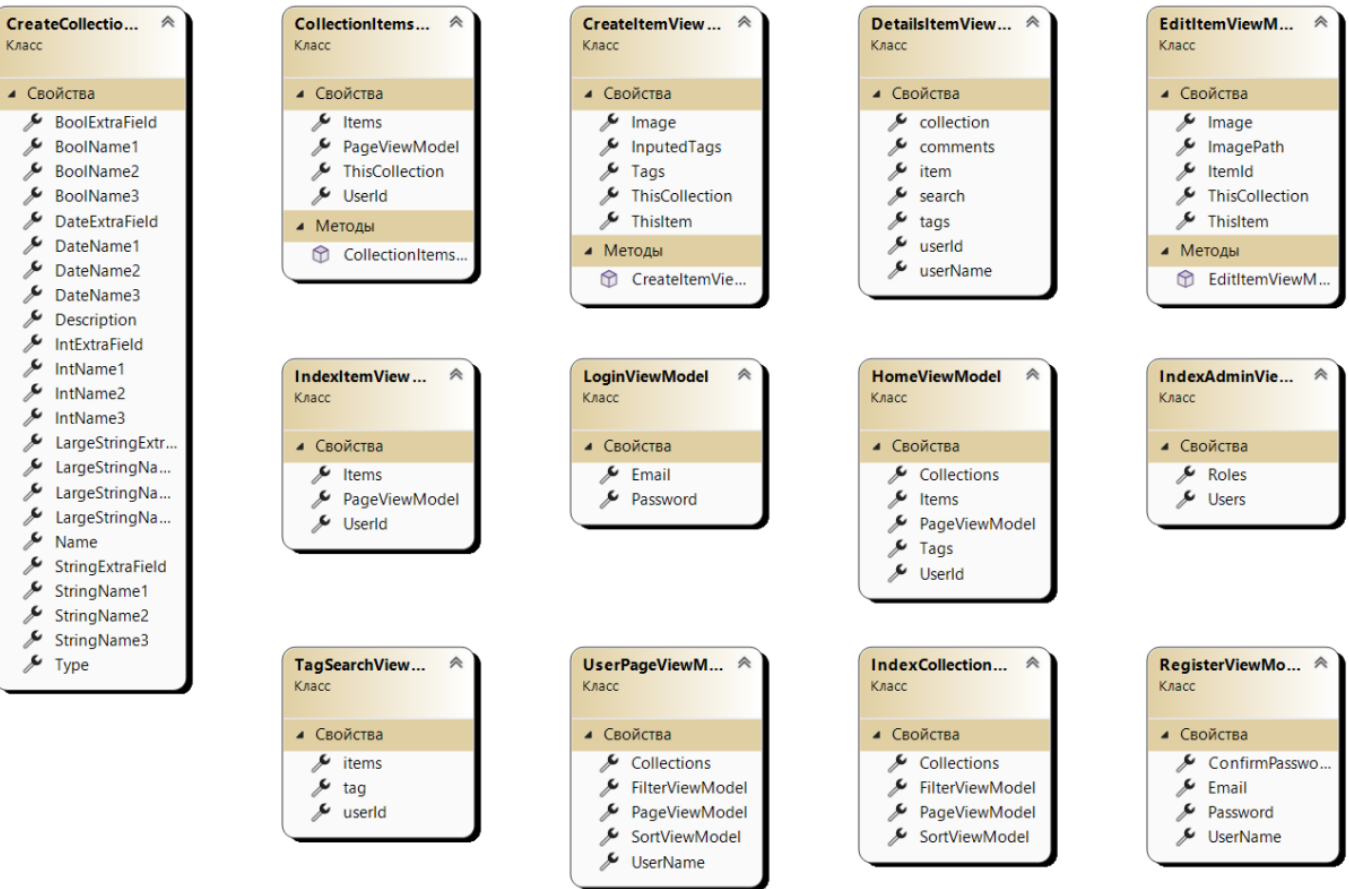 CreateCollectio...
Класс
Свойства
BoolExtraField
BoolName1
BoolName2
BoolName3
DateExtraField
DateName1
DateName2
DateName3
Description
IntExtraField
IntName1
IntName2
IntName3
LargeStringExtr...
LargeStringNa...
LargeStringNa...
LargeStringNa...
Name
StringExtraField
StringName1
StringName2
StringName3
Type
CollectionItems...
Класс
Свойства
Items
PageViewModel
ThisCollection
UserId
Методы
CollectionItems...
CreateItemView...
Класс
Свойства
Image
InputedTags
Tags
ThisCollection
ThisItem
Методы
CreateItemVie...
DetailsItemView...
Класс
Свойства
collection
comments
item
search
tags
userId
userName
EditItemViewM...
Класс
Свойства
Image
ImagePath
ItemId
ThisCollection
ThisItem
Методы
EditItemViewM...
IndexItemView...
Класс
Свойства
Items
PageViewModel
UserId
LoginViewModel
Класс
Свойства
Email
Password
HomeViewModel
Класс
Свойства
Collections
Items
PageViewModel
Tags
UserId
IndexAdminVie...
Класс
Свойства
Roles
Users
TagSearchView...
Класс
Свойства
items
tag
userId
UserPageViewM...
Класс
Свойства
Collections
FilterViewModel
PageViewModel
SortViewModel
UserName
IndexCollection...
Класс
Свойства
Collections
FilterViewModel
PageViewModel
SortViewModel
RegisterViewMo...
Класс
Свойства
ConfirmPasswo...
Email
Password
UserName